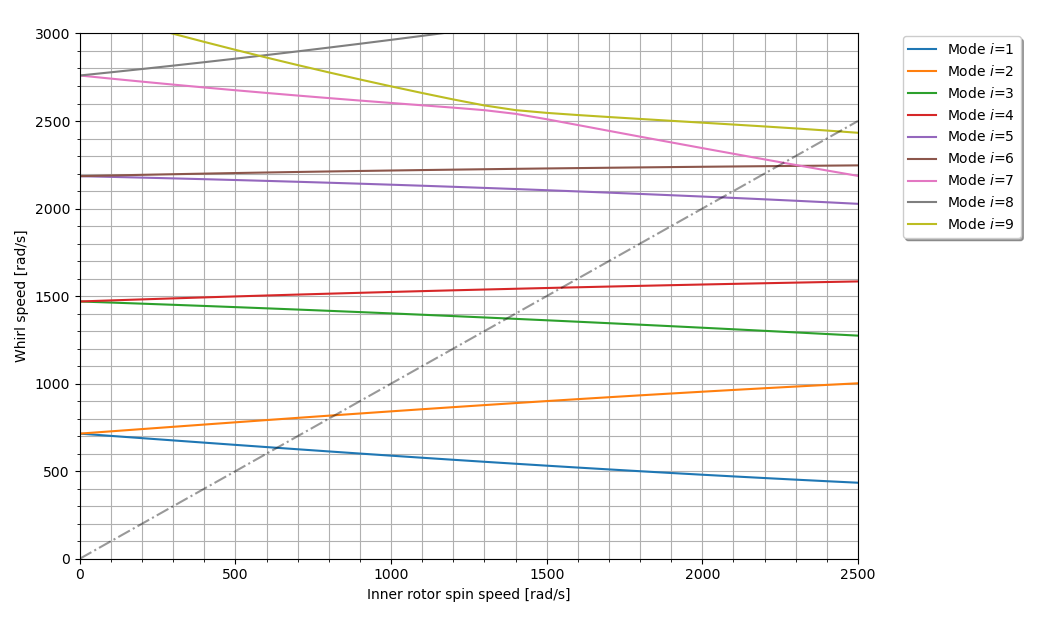 3000
2500
2000
1500
1000
500
0
Whirl speed [rad/s]
0 500 1000 1500 2000 2500
Inner rotor spin speed [rad/s]
Mode i=1
Mode i=2
Mode i=3
Mode i=4
Mode i=5
Mode i=6
Mode i=7
Mode i=8
Mode i=9